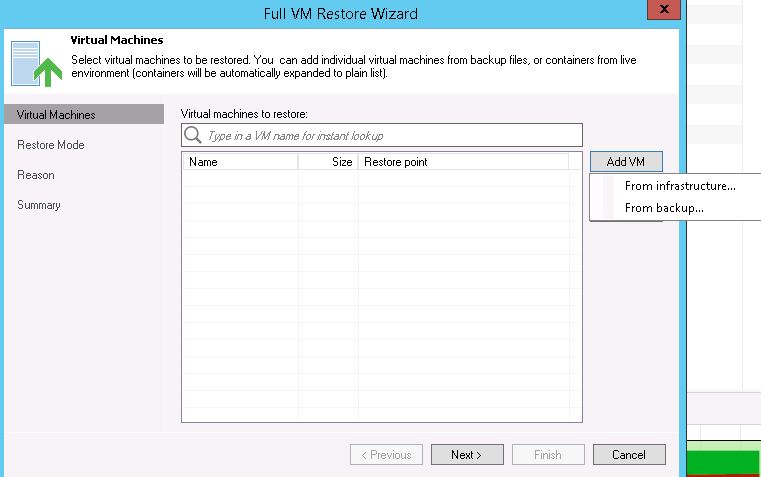 Full VM Restore Wizard
x
Virtual Machines
Select virtual machines to be restored. You can add individual virtual machines from backup files, or containers from live
environment (containers will be automatically expanded to plain list).
Virtual Machines
Restore Mode
Reason
Summary
Virtual machines to restore:
Type in a VM name for instant lookup
Name Size Restore point
Add VM
From infrastructure...
From backup...
< Previous Next > Finish Cancel